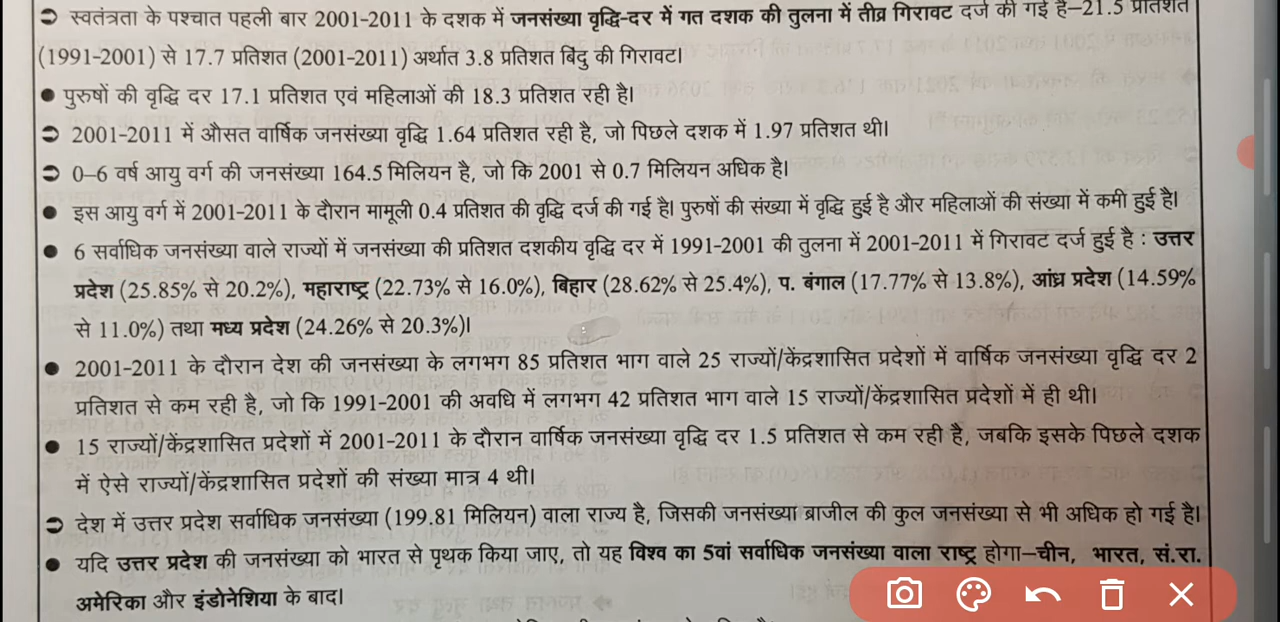 ➲ स्वतंत्रता के पश्चात पहली बार 2001-2011 के दशक में जनसंख्या वृद्धि-दर में गत दशक की तुलना में तीव्र गिरावट दर्ज की गई है–21.5 प्रतिशत
(1991-2001) से 17.7 प्रतिशत (2001-2011) अर्थात 3.8 प्रतिशत बिंदु की गिरावट।
● पुरुषों की वृद्धि दर 17.1 प्रतिशत एवं महिलाओं की 18.3 प्रतिशत रही है।
➲ 2001-2011 में औसत वार्षिक जनसंख्या वृद्धि 1.64 प्रतिशत रही है, जो पिछले दशक में 1.97 प्रतिशत थी।
➲ 0–6 वर्ष आयु वर्ग की जनसंख्या 164.5 मिलियन है, जो कि 2001 से 0.7 मिलियन अधिक है।
● इस आयु वर्ग में 2001-2011 के दौरान मामूली 0.4 प्रतिशत की वृद्धि दर्ज की गई है। पुरुषों की संख्या में वृद्धि हुई है और महिलाओं की संख्या में कमी हुई है।
● 6 सर्वाधिक जनसंख्या वाले राज्यों में जनसंख्या की प्रतिशत दशकीय वृद्धि दर में 1991-2001 की तुलना में 2001-2011 में गिरावट दर्ज हुई है : उत्तर
प्रदेश (25.85% से 20.2%), महाराष्ट्र (22.73% से 16.0%), बिहार (28.62% से 25.4%), प. बंगाल (17.77% से 13.8%), आंध्र प्रदेश (14.59%
से 11.0%) तथा मध्य प्रदेश (24.26% से 20.3%)।
● 2001-2011 के दौरान देश की जनसंख्या के लगभग 85 प्रतिशत भाग वाले 25 राज्यों/केंद्रशासित प्रदेशों में वार्षिक जनसंख्या वृद्धि दर 2
प्रतिशत से कम रही है, जो कि 1991-2001 की अवधि में लगभग 42 प्रतिशत भाग वाले 15 राज्यों/केंद्रशासित प्रदेशों में ही थी।
● 15 राज्यों/केंद्रशासित प्रदेशों में 2001-2011 के दौरान वार्षिक जनसंख्या वृद्धि दर 1.5 प्रतिशत से कम रही है, जबकि इसके पिछले दशक
में ऐसे राज्यों/केंद्रशासित प्रदेशों की संख्या मात्र 4 थी।
➲ देश में उत्तर प्रदेश सर्वाधिक जनसंख्या (199.81 मिलियन) वाला राज्य है, जिसकी जनसंख्या ब्राजील की कुल जनसंख्या से भी अधिक हो गई है।
● यदि उत्तर प्रदेश की जनसंख्या को भारत से पृथक किया जाए, तो यह विश्व का 5वां सर्वाधिक जनसंख्या वाला राष्ट्र होगा–चीन, भारत, सं.रा.
अमेरिका और इंडोनेशिया के बाद।